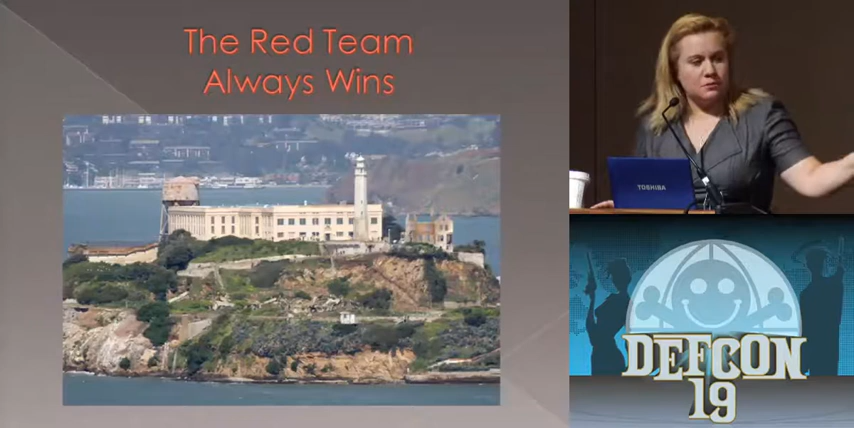 The Red Team
Always Wins
TOSHIBA
DEFCON
19